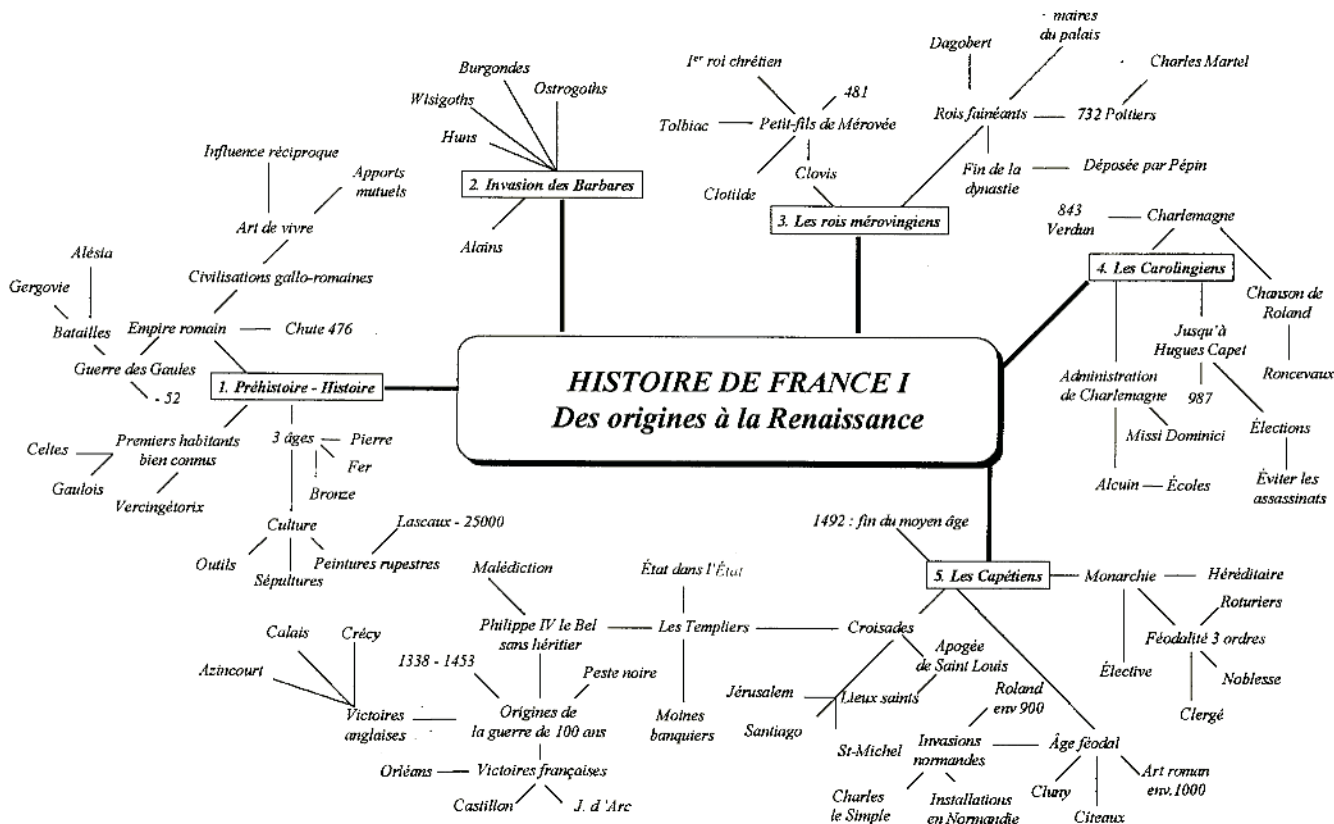 HISTOIRE DE FRANCE I
Des origines à la Renaissance
1. Préhistoire - Histoire
Empire romain
Chute 476
Civilisations gallo-romaines
Art de vivre
Influence réciproque
Apports
mutuels
Guerre des Gaules
- 52
Batailles
Alésia
Gergovie
Premiers habitants
bien connus
Celtes
Gaulois
Vercingétorix
3 âges
Pierre
Fer
Bronze
Culture
Outils
Sépultures
Peintures rupestres
Lascaux - 25000
2. Invasion des Barbares
Burgondes
Ostrogoths
Wisigoths
Huns
Alains
3. Les rois mérovingiens
Clovis
Petit-fils de Mérovée
Ier roi chrétien
481
Tolbiac
Clotilde
Rois fainéants
Dagobert
- maires
du palais
732 Poitiers
Charles Martel
Fin de la
dynastie
Déposée par Pépin
4. Les Carolingiens
Charlemagne
843
Verdun
Chanson de
Roland
Roncevaux
Jusqu'à
Hugues Capet
987
Élections
Éviter les
assassinats
Administration
de Charlemagne
Missi Dominici
Alcuin
Écoles
5. Les Capétiens
1492 : fin du moyen âge
Monarchie
Héréditaire
Élective
Féodalité 3 ordres
Roturiers
Noblesse
Clergé
Âge féodal
Art roman
env.1000
Cîteaux
Cluny
Invasions
normandes
Roland
env 900
Charles
le Simple
Installations
en Normandie
Croisades
Apogée
de Saint Louis
Lieux saints
Jérusalem
Santiago
St-Michel
Les Templiers
État dans l'État
Moines
banquiers
Philippe IV le Bel
sans héritier
Malédiction
Origines de
la guerre de 100 ans
1338 - 1453
Peste noire
Victoires
anglaises
Calais
Crécy
Azincourt
Victoires françaises
Orléans
Castillon
J. d 'Arc